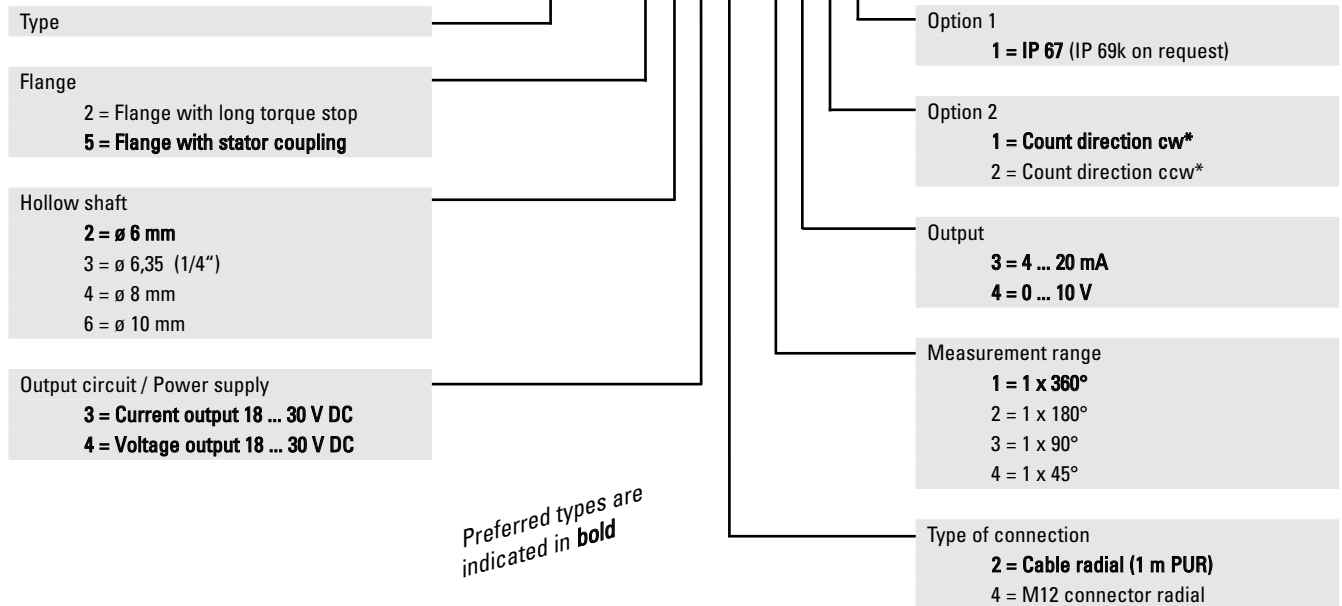 Type
Flange
2 = Flange with long torque stop
5 = Flange with stator coupling
Hollow shaft
2 = ø 6 mm
3 = ø 6,35 (1/4“)
4 = ø 8 mm
6 = ø 10 mm
Output circuit / Power supply
3 = Current output 18 ... 30 V DC
4 = Voltage output 18 ... 30 V DC
Preferred types are
indicated in bold
Option 1
1 = IP 67 (IP 69k on request)
Option 2
1 = Count direction cw*
2 = Count direction ccw*
Output
3 = 4 ... 20 mA
4 = 0 ... 10 V
Measurement range
1 = 1 x 360°
2 = 1 x 180°
3 = 1 x 90°
4 = 1 x 45°
Type of connection
2 = Cable radial (1 m PUR)
4 = M12 connector radial